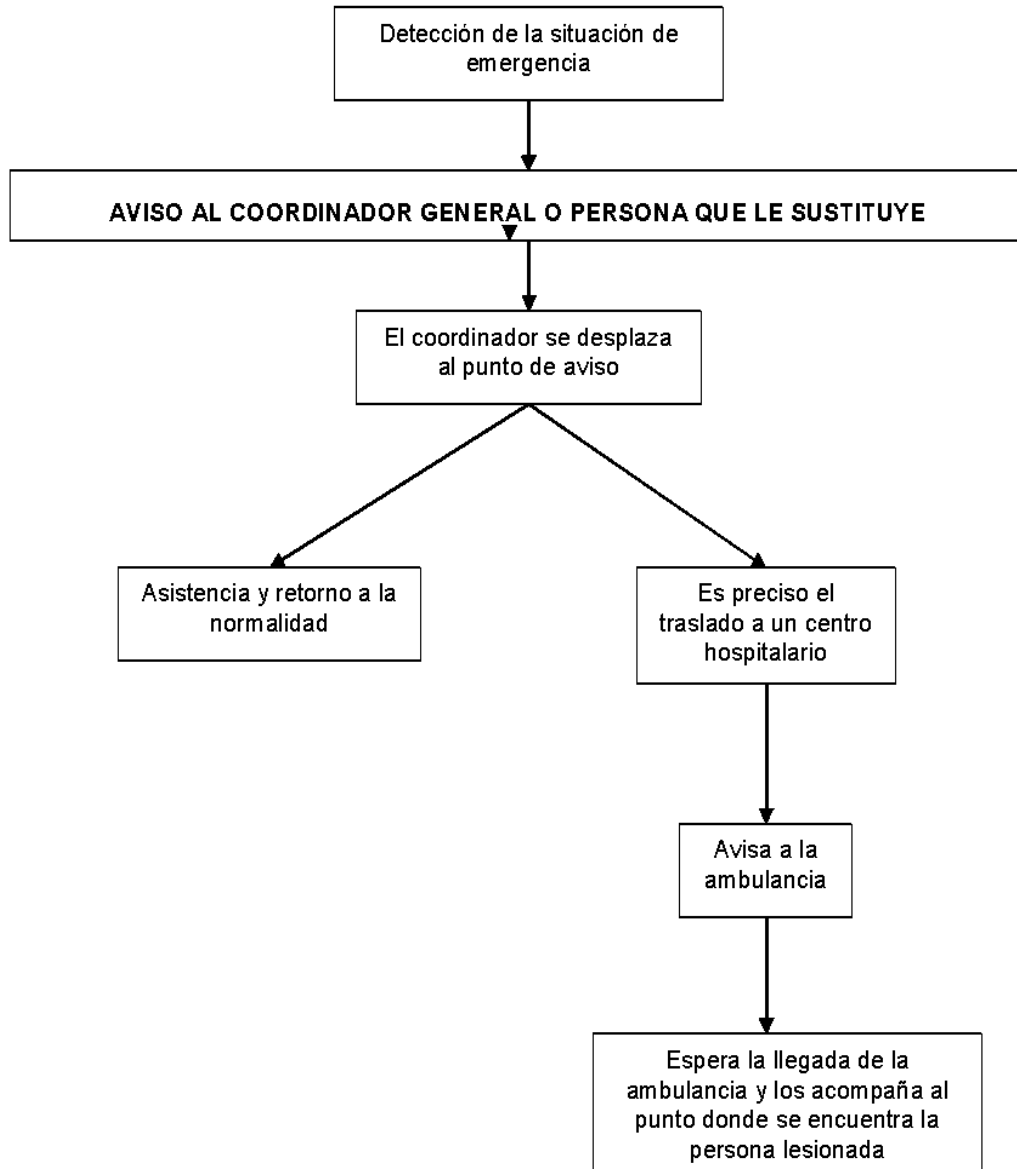 Detección de la situación de
emergencia
AVISO AL COORDINADOR GENERAL O PERSONA QUE LE SUSTITUYE
El coordinador se desplaza
al punto de aviso
Asistencia y retorno a la
normalidad
Es preciso el
traslado a un centro
hospitalario
Avisa a la
ambulancia
Espera la llegada de la
ambulancia y los acompaña al
punto donde se encuentra la
persona lesionada